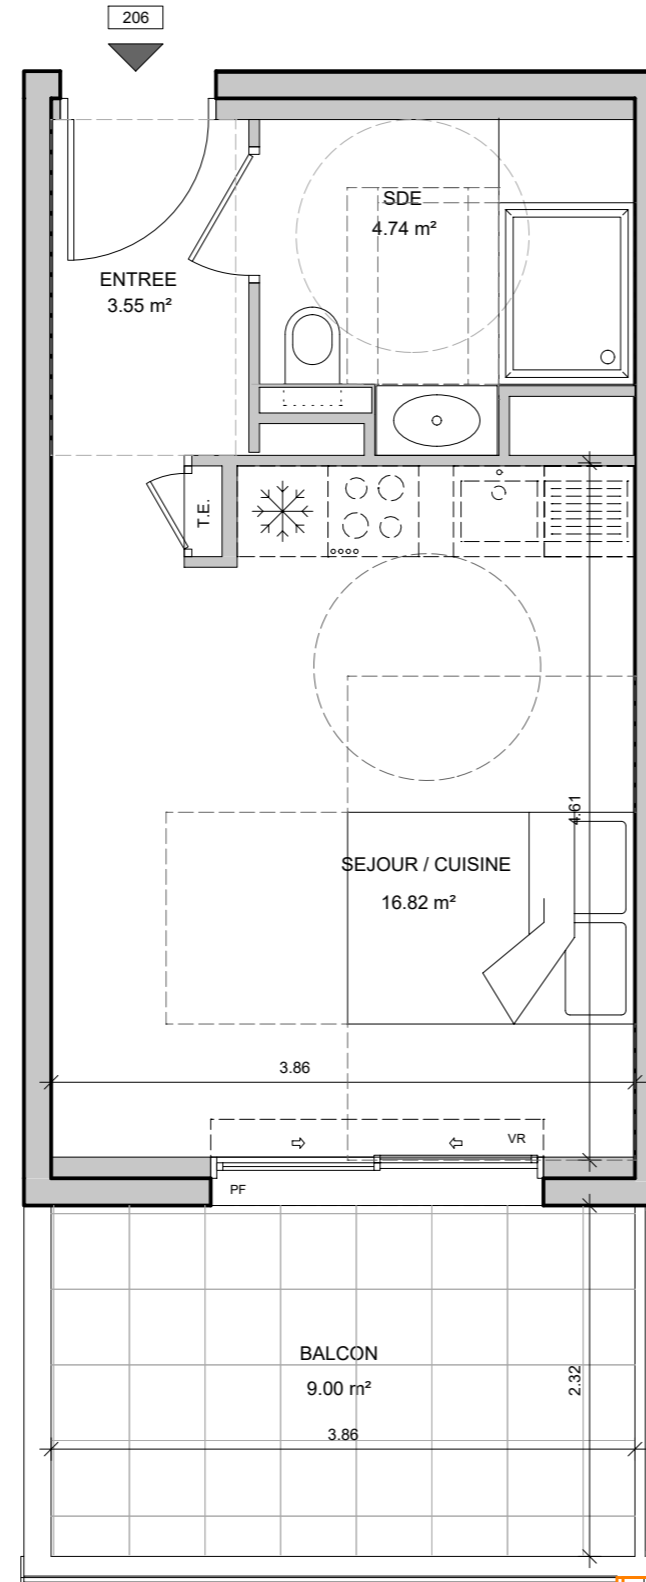 206
SDE
4.74 m²
ENTREE
3.55 m²
T.E.
4.61
SEJOUR / CUISINE
16.82 m²
3.86
VR
PF
BALCON
9.00 m²
2.32
3.86